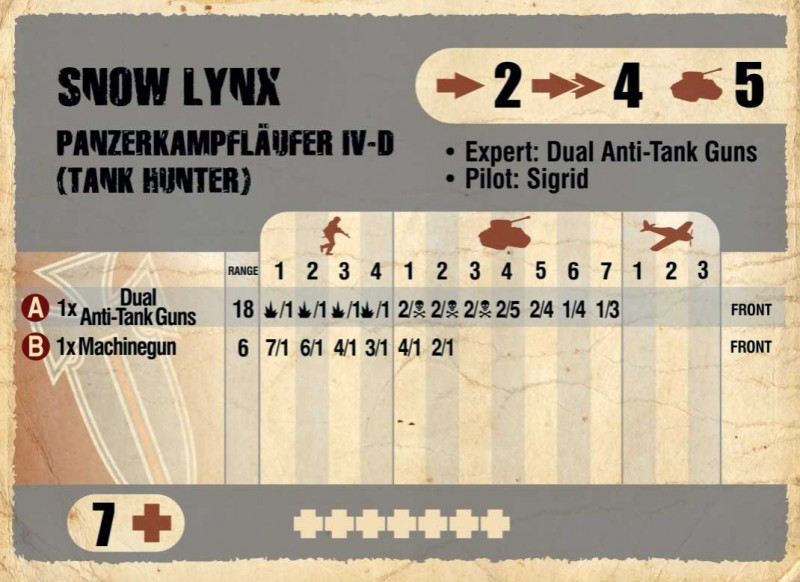 SNOW LYNX
2 4 5
PANZERKAMPFLÄUFER IV-D
(TANK HUNTER)
• Expert: Dual Anti-Tank Guns
• Pilot: Sigrid
RANGE 1 2 3 4 1 2 3 4 5 6 7 1 2 3
A 1x Dual Anti-Tank Guns 18 /1 /1 /1 /1 2/ 2/ 2/ 2/5 2/4 1/4 1/3 FRONT
B 1x Machinegun 6 7/1 6/1 4/1 3/1 4/1 2/1 FRONT
7